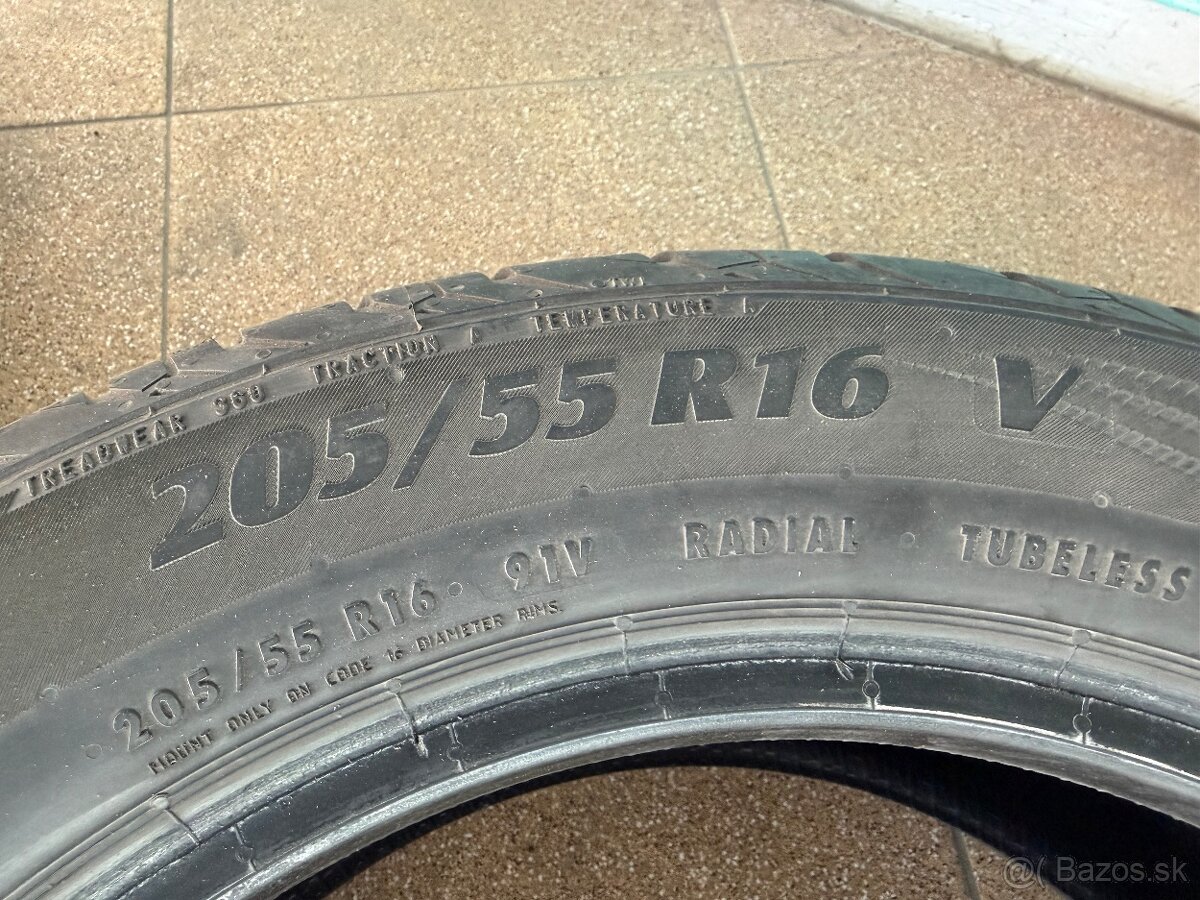 TREADWEAR 360 TRACTION A TEMPERATURE A
205/55 R16 V
205/55 R16 · 91V RADIAL · TUBELESS
MOUNT ONLY ON CODE 16 DIAMETER RIMS.
Bazos.sk